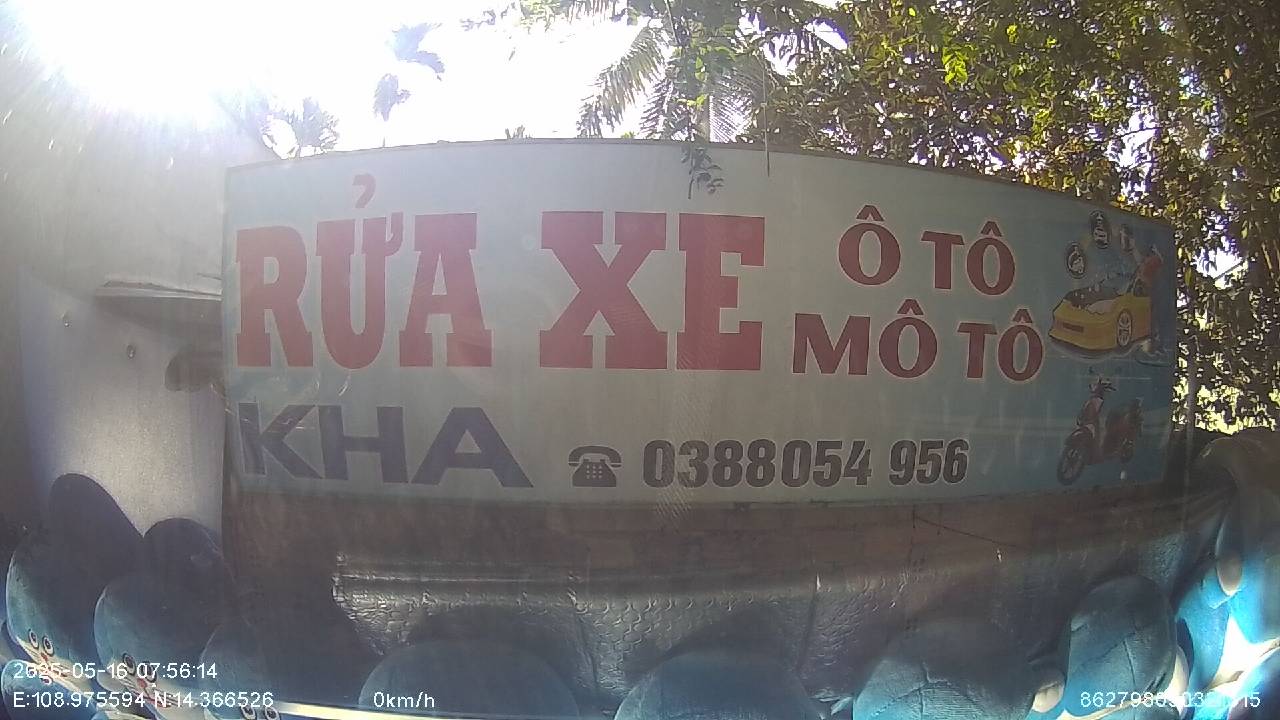 RỬA XE
Ô TÔ
MÔ TÔ
KHA
0388054 956
2025-05-16 07:56:14
E:108.975594 N:14.366526
0km/h